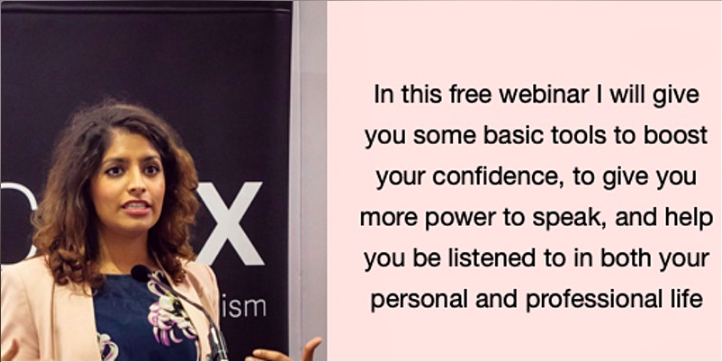 X
ism
In this free webinar I will give
you some basic tools to boost
your confidence, to give you
more power to speak, and help
you be listened to in both your
personal and professional life